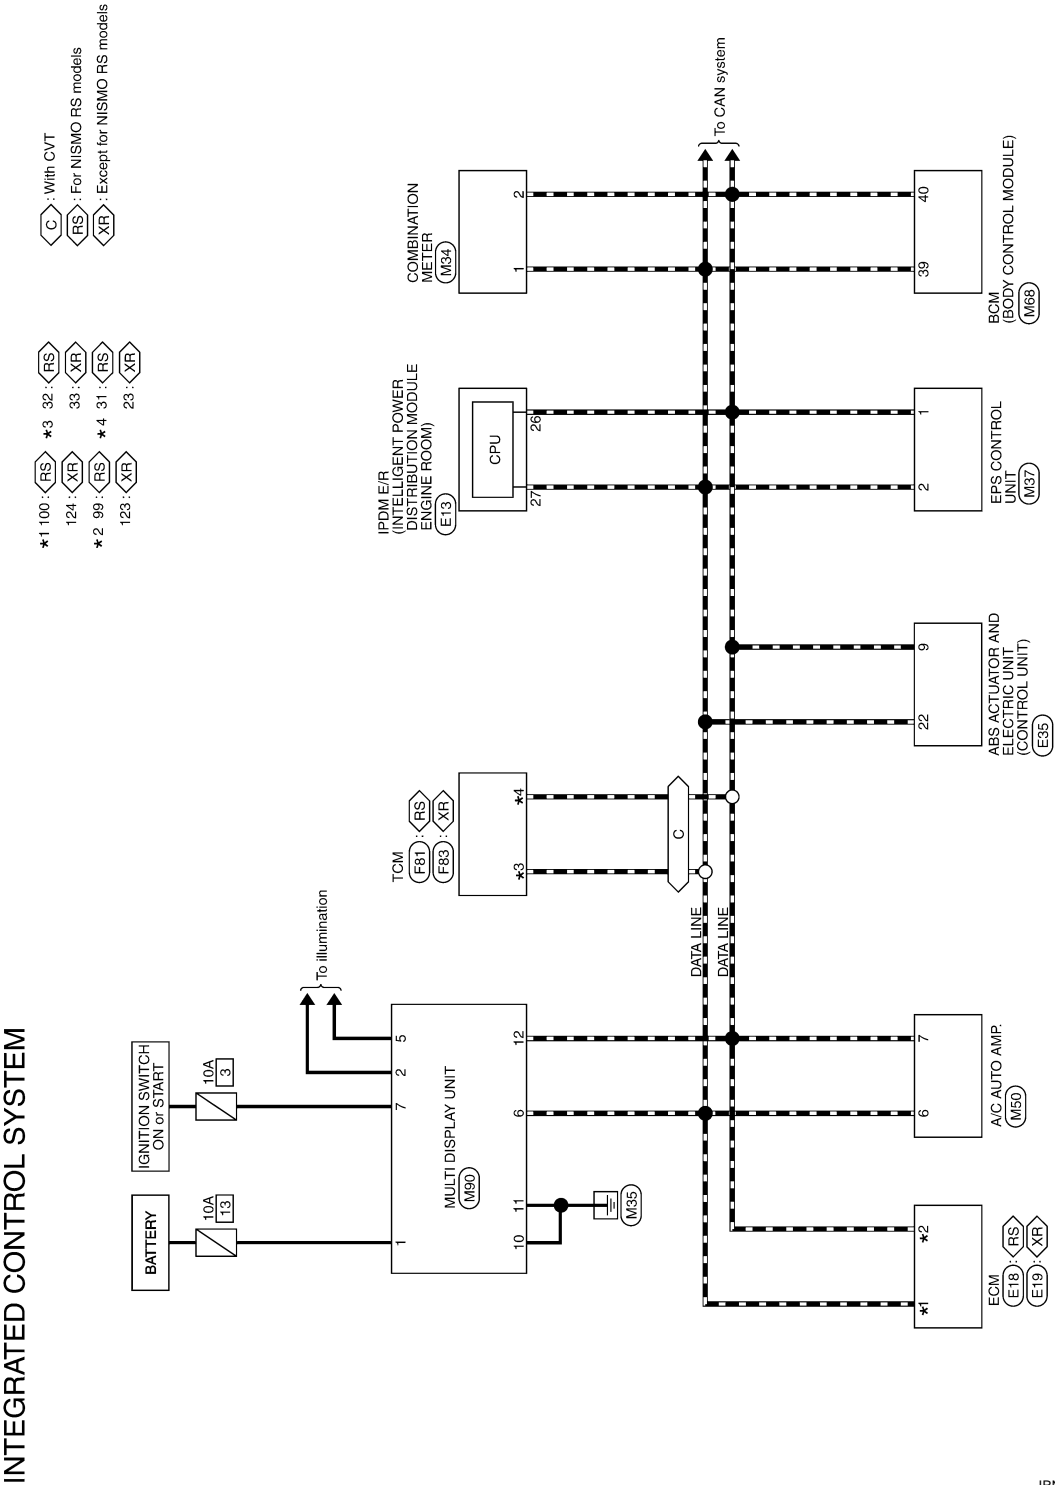 INTEGRATED CONTROL SYSTEM
BATTERY
10A
13
IGNITION SWITCH
ON or START
10A
3
To illumination
1
7
2
5
MULTI DISPLAY UNIT
M90
10
11
6
12
M35
TCM
F81 : RS
F83 : XR
*3
*4
C
DATA LINE
DATA LINE
IPDM E/R
(INTELLIGENT POWER
DISTRIBUTION MODULE
ENGINE ROOM)
E13
CPU
27
26
COMBINATION
METER
M34
1
2
To CAN system
*1
*2
ECM
E18 : RS
E19 : XR
6
7
A/C AUTO AMP.
M50
22
9
ABS ACTUATOR AND
ELECTRIC UNIT
(CONTROL UNIT)
E35
2
1
EPS CONTROL
UNIT
M37
39
40
BCM
(BODY CONTROL MODULE)
M68
*1 100 : RS
124 : XR
*2 99 : RS
123 : XR
*3 32 : RS
33 : XR
*4 31 : RS
23 : XR
C : With CVT
RS : For NISMO RS models
XR : Except for NISMO RS models